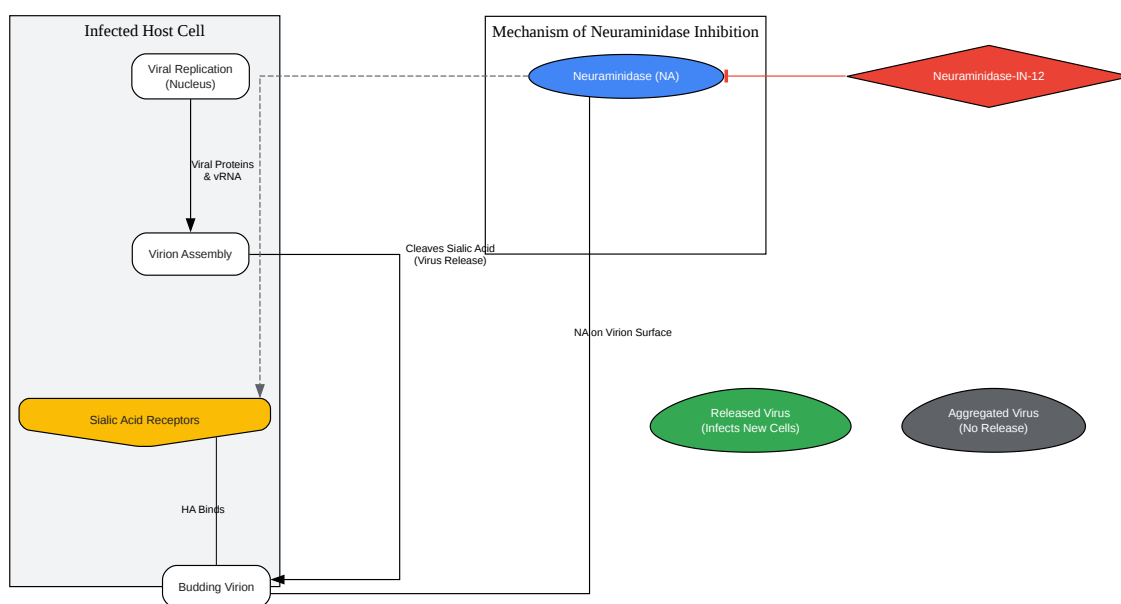 Infected Host Cell
Mechanism of Neuraminidase Inhibition
Viral Replication
(Nucleus)
Neuraminidase (NA)
Neuraminidase-IN-12
Viral Proteins
& vRNA
Virion Assembly
Cleaves Sialic Acid
(Virus Release)
NA on Virion Surface
Sialic Acid Receptors
Released Virus
(Infects New Cells)
Aggregated Virus
(No Release)
HA Binds
Budding Virion